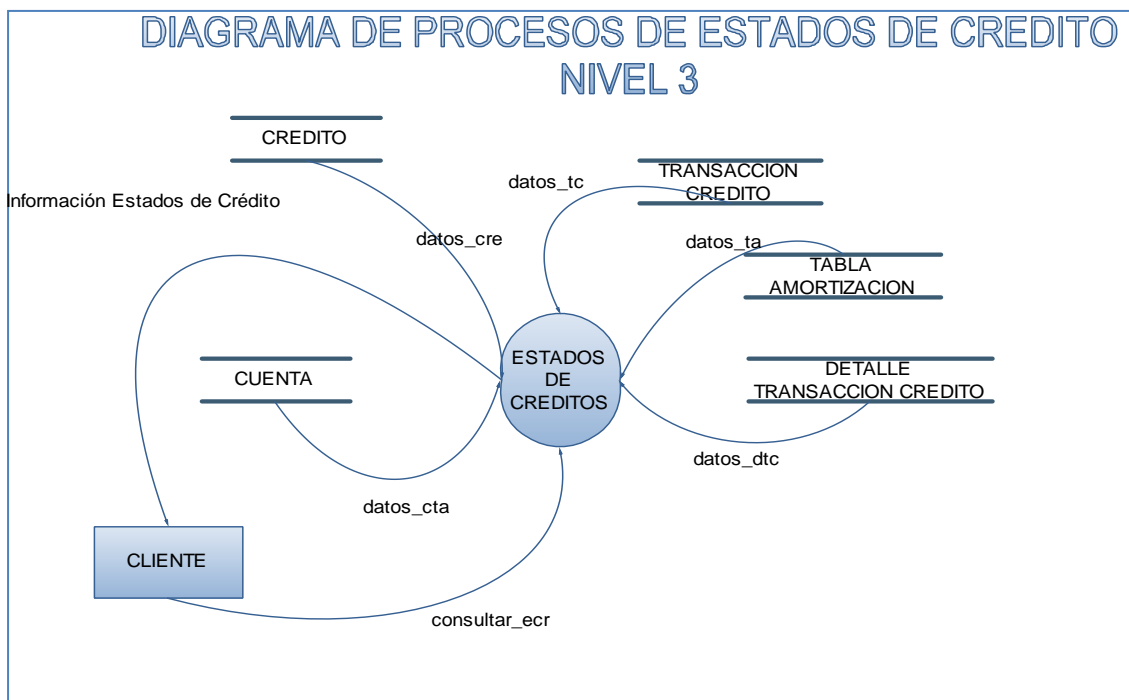 DIAGRAMA DE PROCESOS DE ESTADOS DE CREDITO
NIVEL 3
CREDITO
TRANSACCION
CREDITO
datos_tc
Información Estados de Crédito
datos_cre
datos_ta
TABLA
AMORTIZACION
ESTADOS
DE
CREDITOS
CUENTA
DETALLE
TRANSACCION CREDITO
datos_dtc
datos_cta
CLIENTE
consultar_ecr